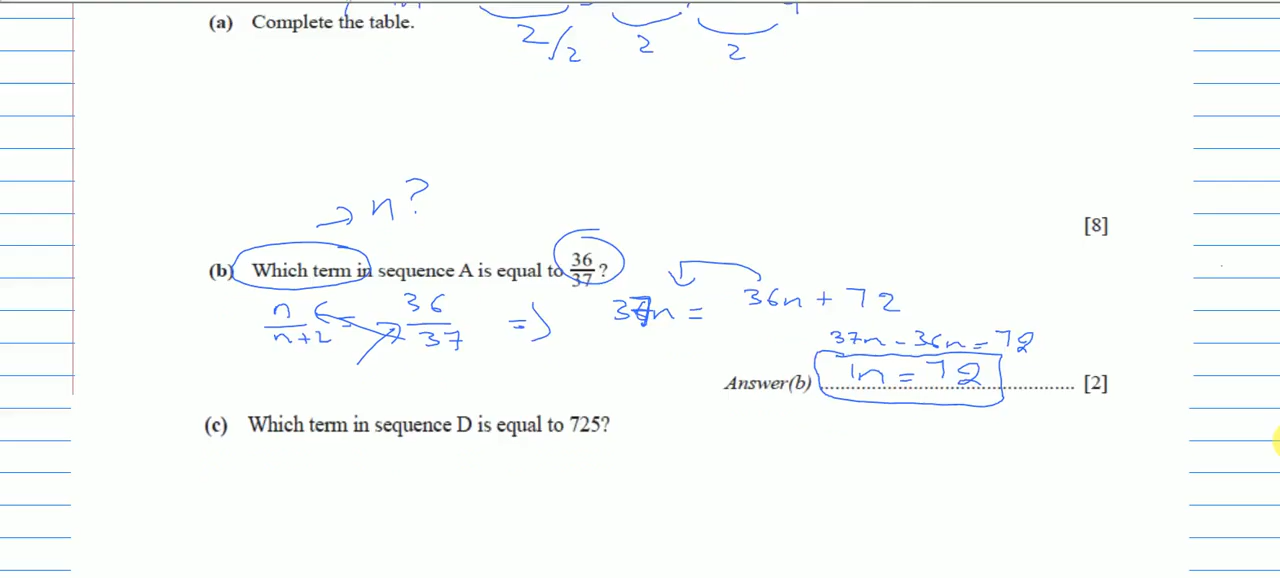 (a) Complete the table.
2/2 2 2
→ n?
[8]
(b) Which term in sequence A is equal to 36/37?
n/n+2 = 36/37 ⇒ 37n = 36n + 72
37n - 36n = 72
Answer(b) 1n = 72 [2]
(c) Which term in sequence D is equal to 725?